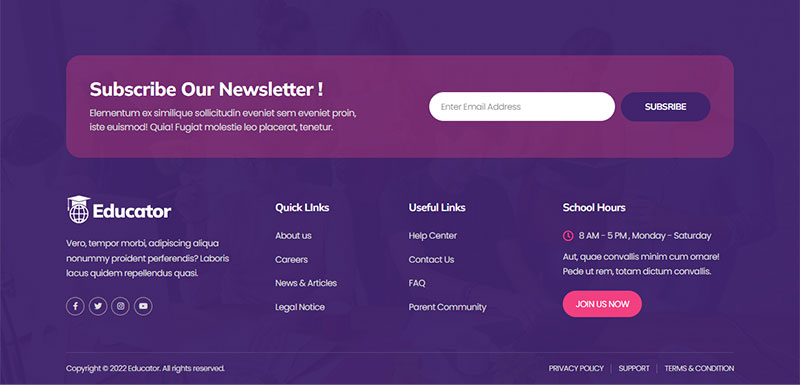 Subscribe Our Newsletter !
Elementum ex similique sollicitudin eveniet sem eveniet proin,
iste euismod! Quia! Fugiat molestie leo placerat, tenetur.
Enter Email Address
SUBSRIBE
Educator
Vero, tempor morbi, adipiscing aliqua
nonummy proident perferendis? Laboris
lacus quidem repellendus quasi.
Quick LInks
About us
Careers
News & Articles
Legal Notice
Useful Links
Help Center
Contact Us
FAQ
Parent Community
School Hours
8 AM - 5 PM , Monday - Saturday
Aut, quae convallis minim cum ornare!
Pede ut rem, totam dictum convallis.
JOIN US NOW
Copyright © 2022 Educator. All rights reserved.
PRIVACY POLICY
SUPPORT
TERMS & CONDITION